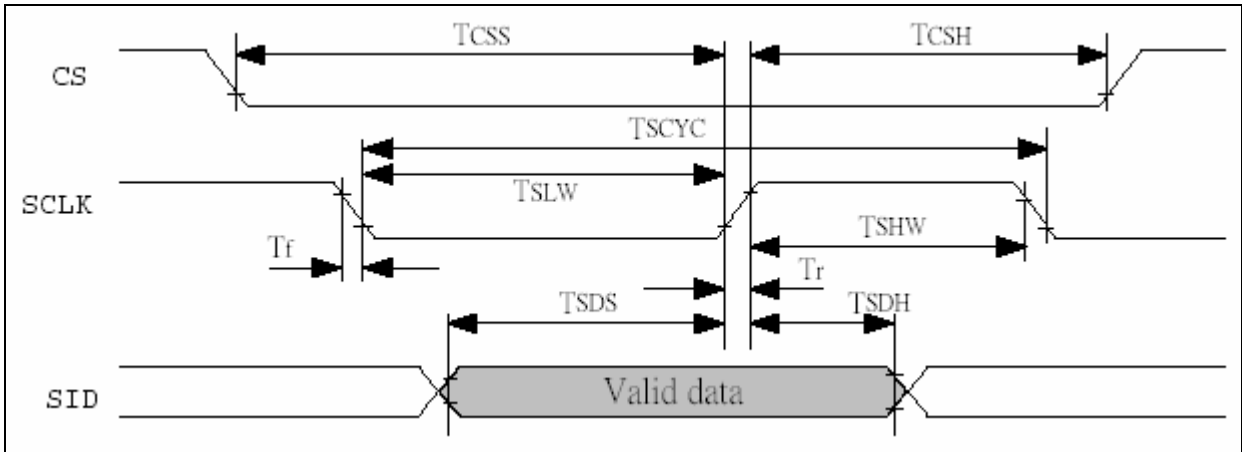 TCSS
TCSH
CS
TSCYC
TSLW
SCLK
TSHW
Tf
Tr
TSDS
TSDH
SID
Valid data